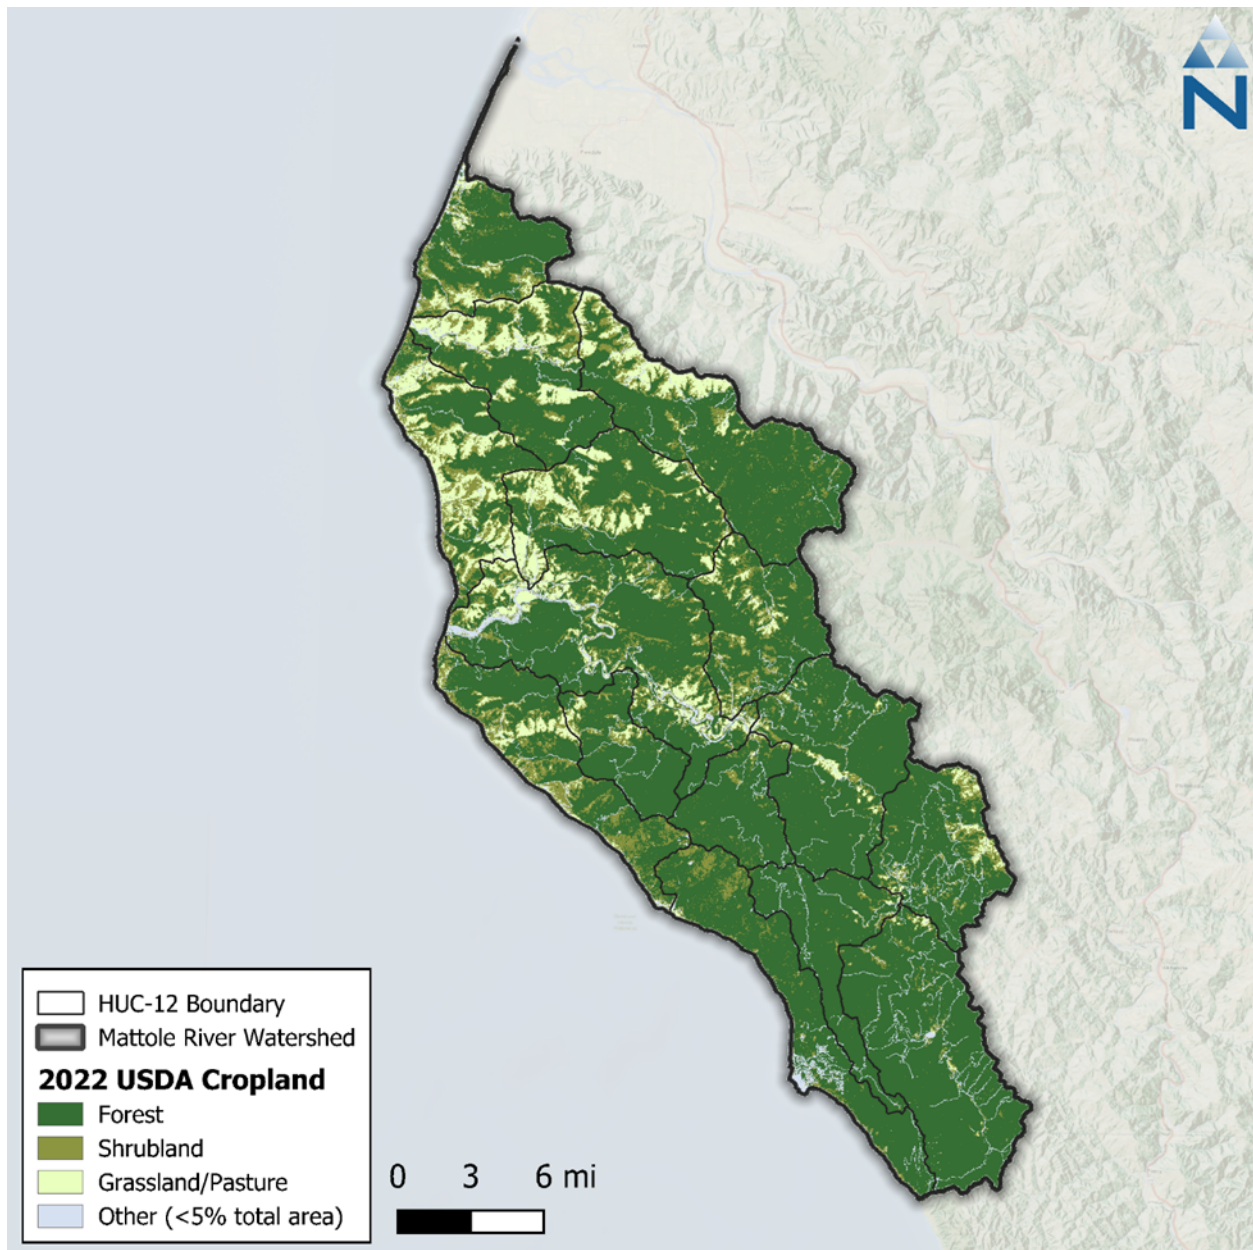 N
HUC-12 Boundary
Mattole River Watershed
2022 USDA Cropland
Forest
Shrubland
Grassland/Pasture
Other (<5% total area)
0 3 6 mi